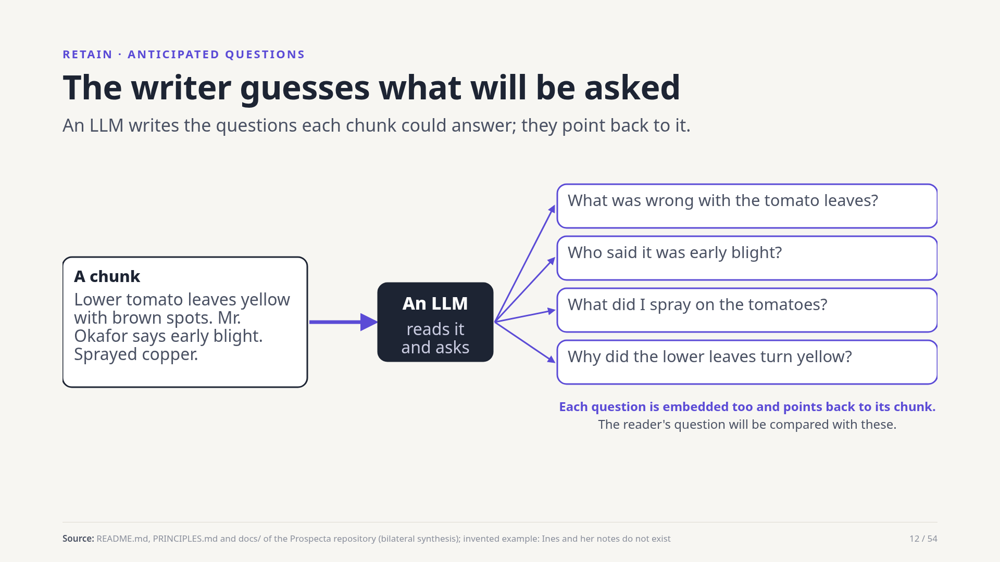 RETAIN · ANTICIPATED QUESTIONS
The writer guesses what will be asked
An LLM writes the questions each chunk could answer; they point back to it.
A chunk
Lower tomato leaves yellow
with brown spots. Mr.
Okafor says early blight.
Sprayed copper.
An LLM
reads it
and asks
What was wrong with the tomato leaves?
Who said it was early blight?
What did I spray on the tomatoes?
Why did the lower leaves turn yellow?
Each question is embedded too and points back to its chunk.
The reader's question will be compared with these.
Source: README.md, PRINCIPLES.md and docs/ of the Prospecta repository (bilateral synthesis); invented example: Ines and her notes do not exist
12 / 54